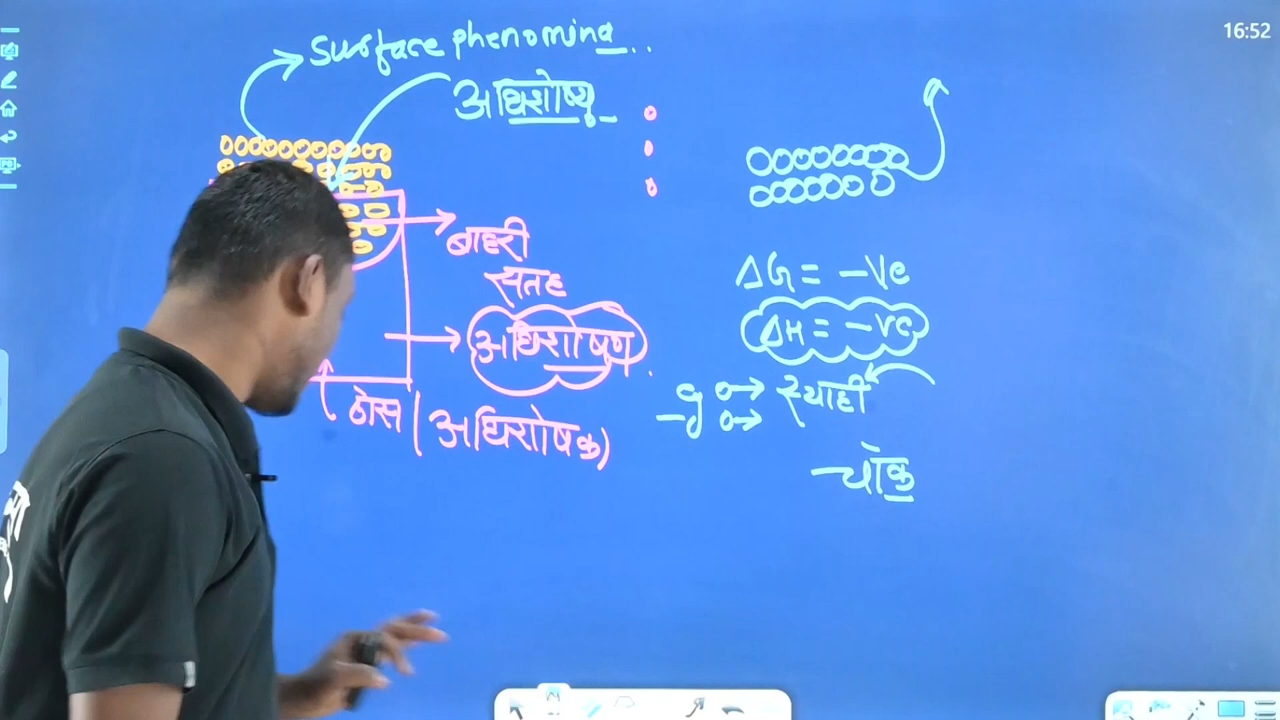 16:52
Surface phenomina..
अधिशोष्य
बाहरी
सतह
अधिशोषण
ठोस (अधिशोषक)
ΔG = -Ve
ΔH = -Ve
स्याही
चॉक